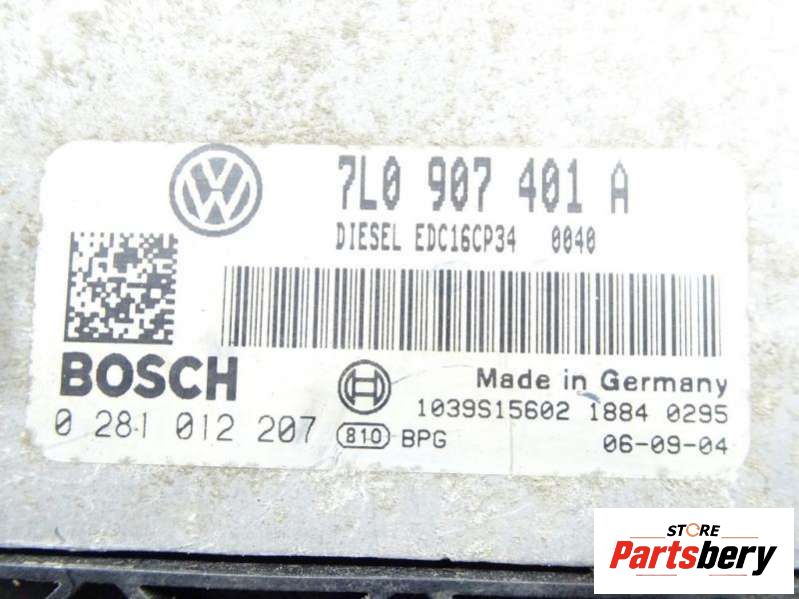 7L0 907 401 A
DIESEL EDC16CP34 0040
BOSCH
Made in Germany
0 281 012 207
1039S15602 1884 0295
810 BPG
06-09-04
STORE
Partsbery